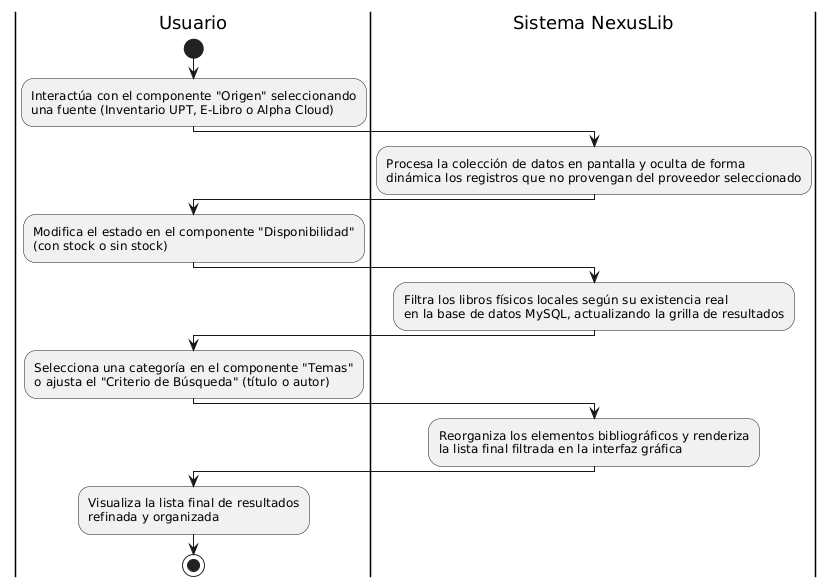 Usuario
Sistema NexusLib
Interactúa con el componente "Origen" seleccionando
una fuente (Inventario UPT, E-Libro o Alpha Cloud)
Procesa la colección de datos en pantalla y oculta de forma
dinámica los registros que no provengan del proveedor seleccionado
Modifica el estado en el componente "Disponibilidad"
(con stock o sin stock)
Filtra los libros físicos locales según su existencia real
en la base de datos MySQL, actualizando la grilla de resultados
Selecciona una categoría en el componente "Temas"
o ajusta el "Criterio de Búsqueda" (título o autor)
Reorganiza los elementos bibliográficos y renderiza
la lista final filtrada en la interfaz gráfica
Visualiza la lista final de resultados
refinada y organizada